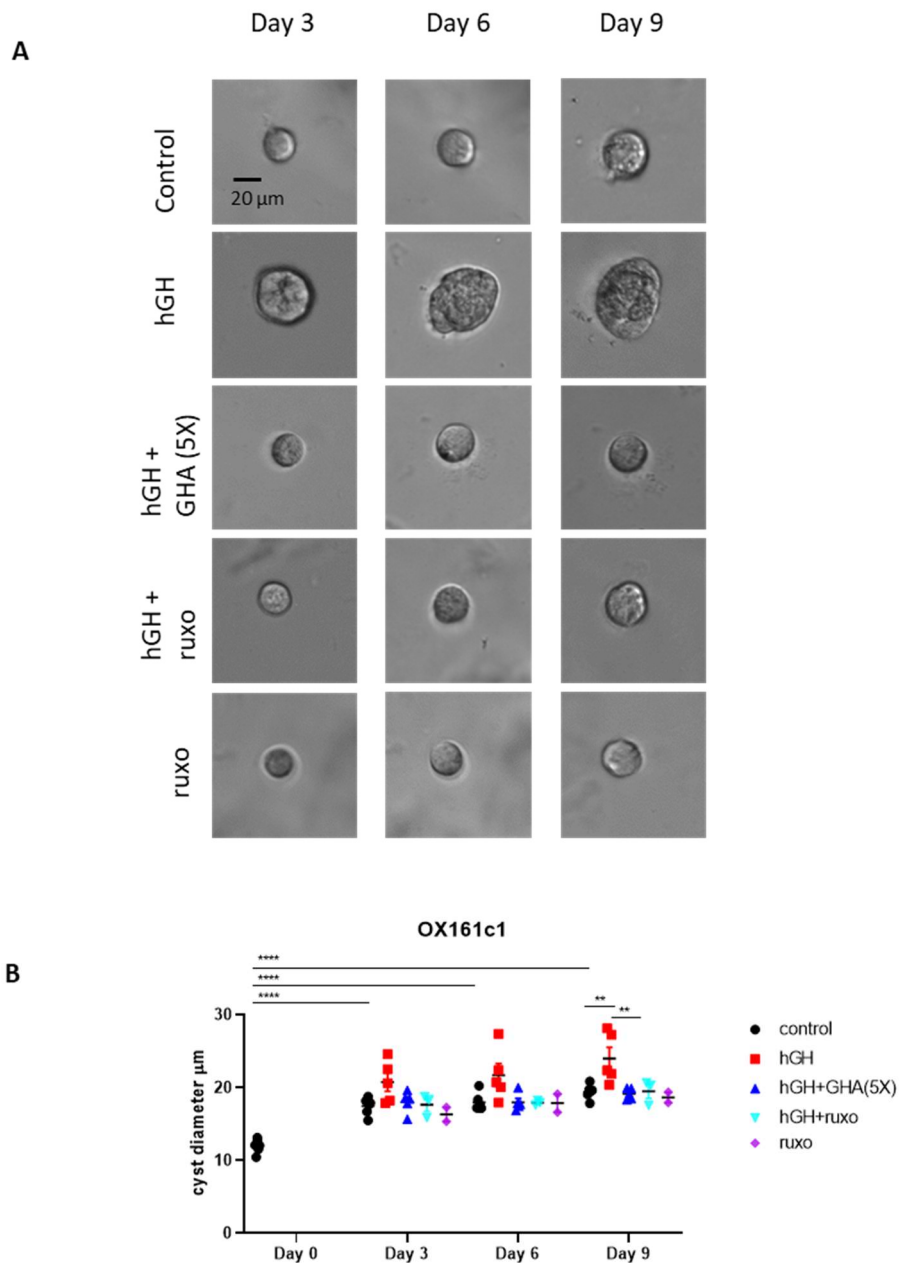 Day 3 Day 6 Day 9
A
Control
20 µm
hGH
hGH +
GHA (5X)
hGH +
ruxo
ruxo
OX161c1
B
****
****
****
**
**
30
20
10
0
cyst diameter µm
Day 0 Day 3 Day 6 Day 9
control
hGH
hGH+GHA(5X)
hGH+ruxo
ruxo